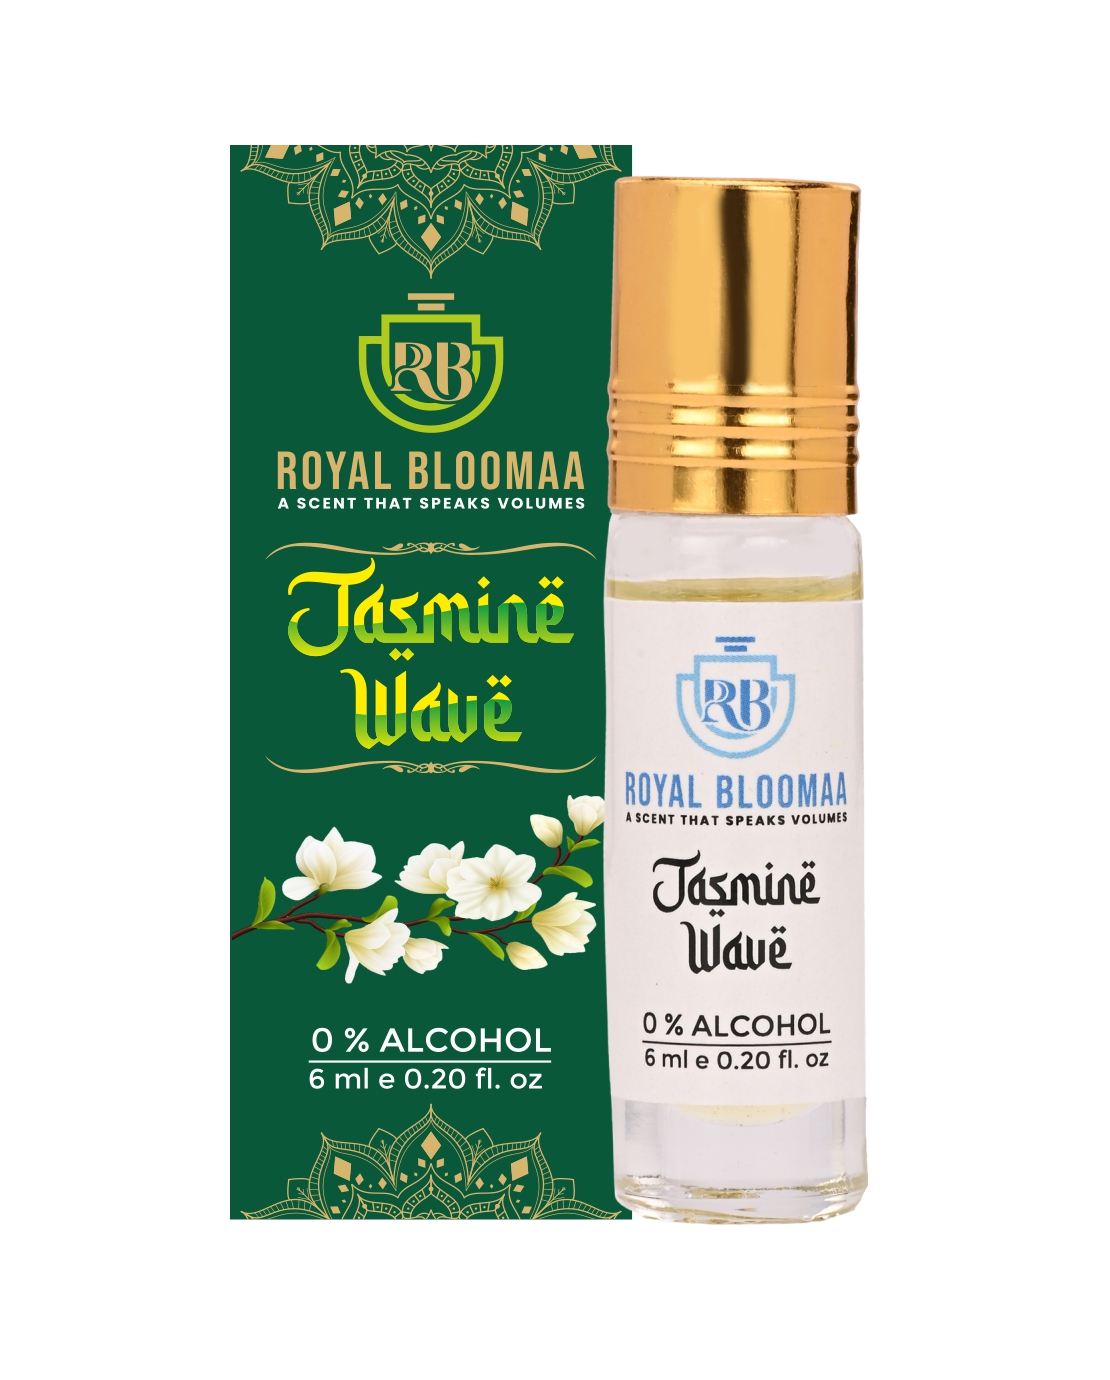 RB
ROYAL BLOOMAA
A SCENT THAT SPEAKS VOLUMES
Jasminë
Wavë
0 % ALCOHOL
6 ml e 0.20 fl. oz
RB
ROYAL BLOOMAA
A SCENT THAT SPEAKS VOLUMES
Jasminë
Wavë
0 % ALCOHOL
6 ml e 0.20 fl. oz